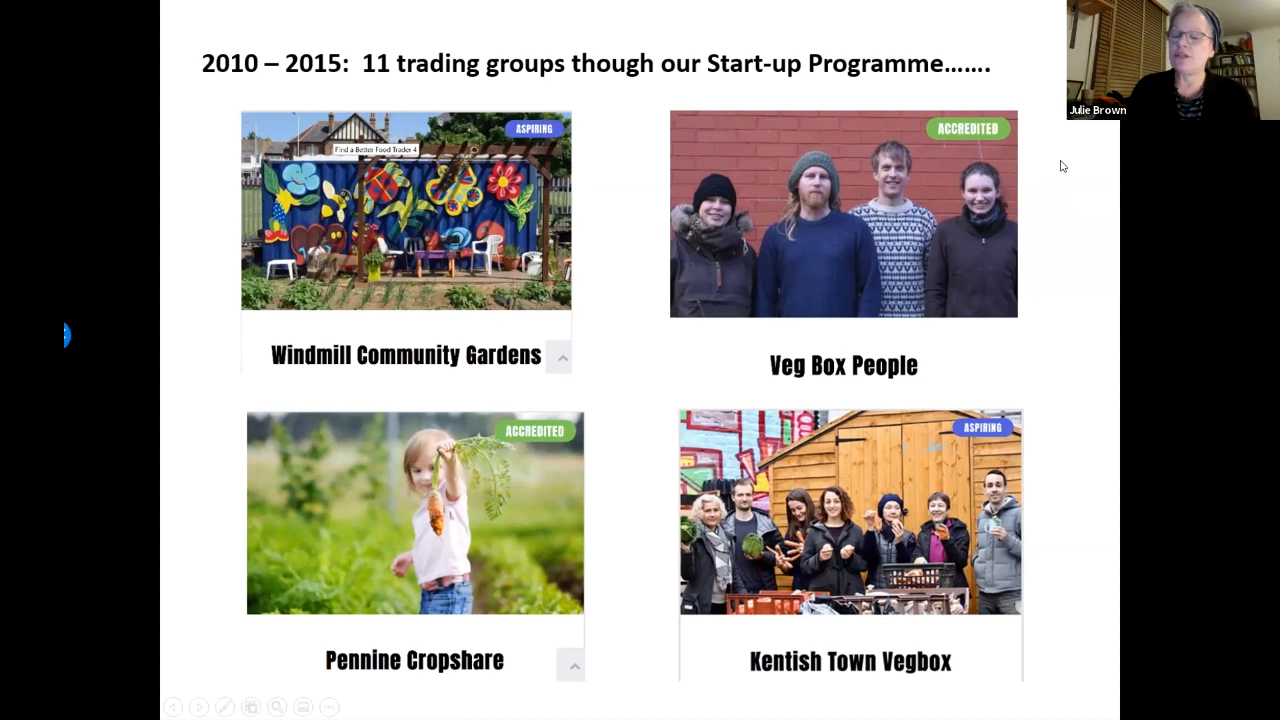 2010 – 2015:  11 trading groups though our Start-up Programme.......
Julie Brown
ASPIRING
Find a Better Food Trader 4
Windmill Community Gardens
ACCREDITED
Veg Box People
ACCREDITED
Pennine Cropshare
ASPIRING
Kentish Town Vegbox